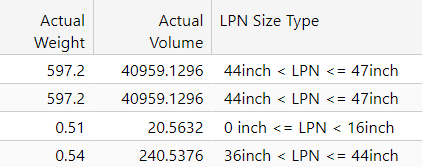 Actual Weight Actual Volume LPN Size Type
597.2 40959.1296 44inch < LPN <= 47inch
597.2 40959.1296 44inch < LPN <= 47inch
0.51 20.5632 0 inch <= LPN < 16inch
0.54 240.5376 36inch < LPN <= 44inch